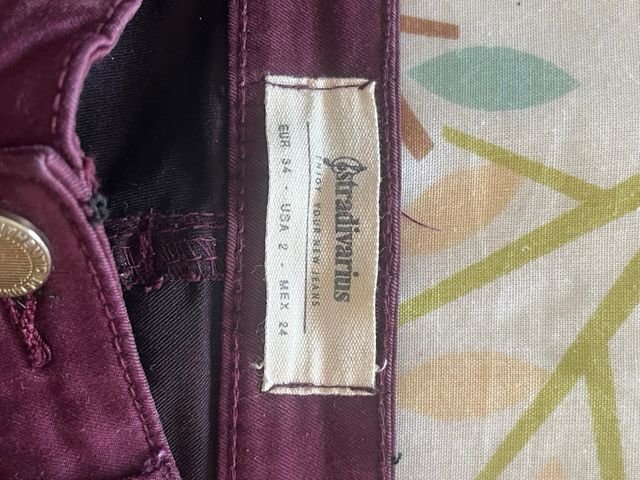 stradivarius
ENJOY YOUR NEW JEANS
EUR 34 - USA 2 - MEX 24